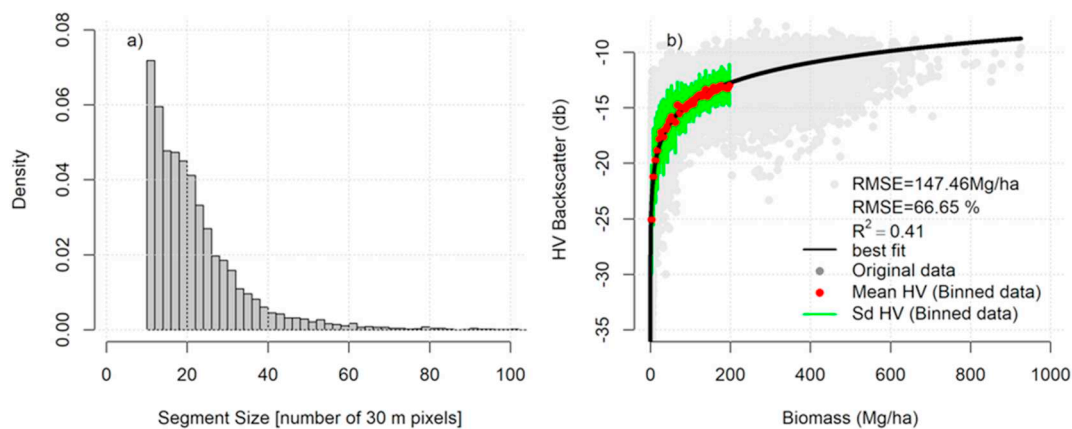 a)
0.08
0.06
0.04
0.02
0.00
Density
0 20 40 60 80 100
Segment Size [number of 30 m pixels]
b)
-10
-15
-20
-25
-30
-35
HV Backscatter (db)
RMSE=147.46Mg/ha
RMSE=66.65 %
R² = 0.41
best fit
Original data
Mean HV (Binned data)
Sd HV (Binned data)
0 200 400 600 800 1000
Biomass (Mg/ha)